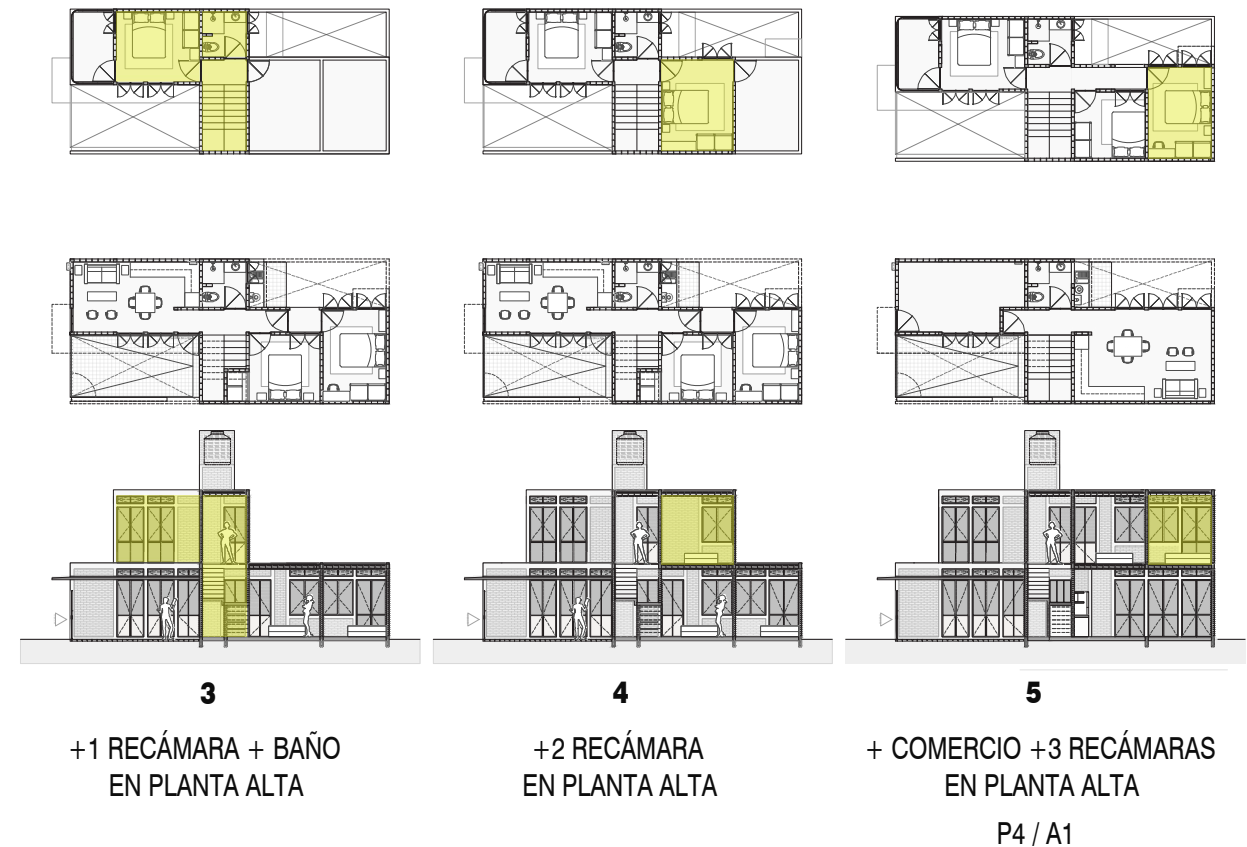 3
+1 RECÁMARA + BAÑO
EN PLANTA ALTA
4
+2 RECÁMARA
EN PLANTA ALTA
5
+ COMERCIO +3 RECÁMARAS
EN PLANTA ALTA
P4 / A1